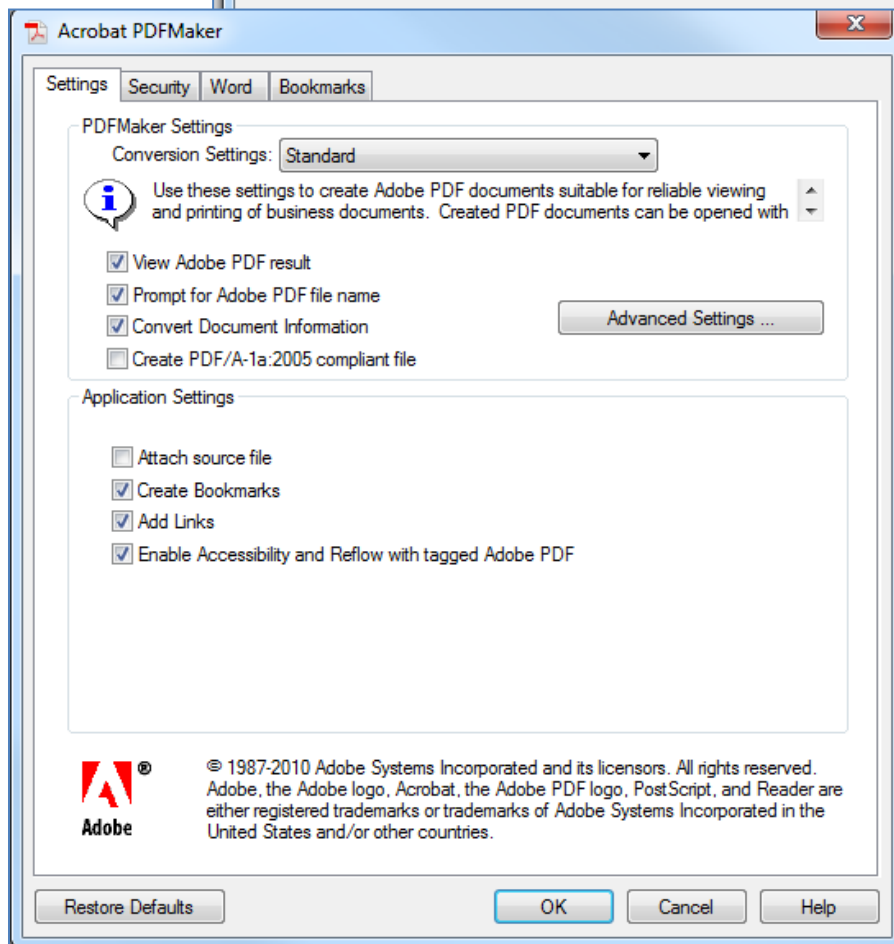 Acrobat PDFMaker
Settings Security Word Bookmarks
PDFMaker Settings
Conversion Settings: Standard
Use these settings to create Adobe PDF documents suitable for reliable viewing
and printing of business documents. Created PDF documents can be opened with
View Adobe PDF result
Prompt for Adobe PDF file name
Convert Document Information
Advanced Settings ...
Create PDF/A-1a:2005 compliant file
Application Settings
Attach source file
Create Bookmarks
Add Links
Enable Accessibility and Reflow with tagged Adobe PDF
Adobe ®
© 1987-2010 Adobe Systems Incorporated and its licensors. All rights reserved.
Adobe, the Adobe logo, Acrobat, the Adobe PDF logo, PostScript, and Reader are
either registered trademarks or trademarks of Adobe Systems Incorporated in the
United States and/or other countries.
Restore Defaults OK Cancel Help